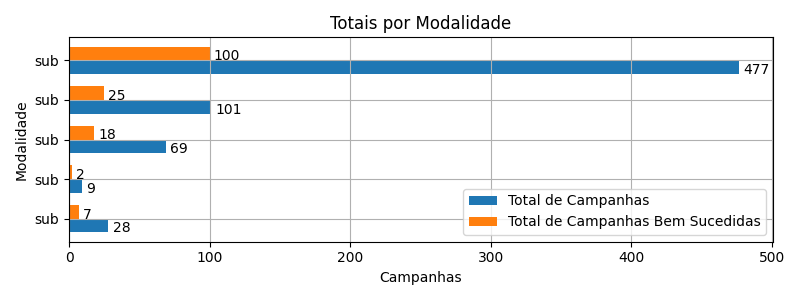 Totais por Modalidade
Modalidade
sub
100
477
sub
25
101
sub
18
69
sub
2
9
sub
7
28
Total de Campanhas
Total de Campanhas Bem Sucedidas
0 100 200 300 400 500
Campanhas